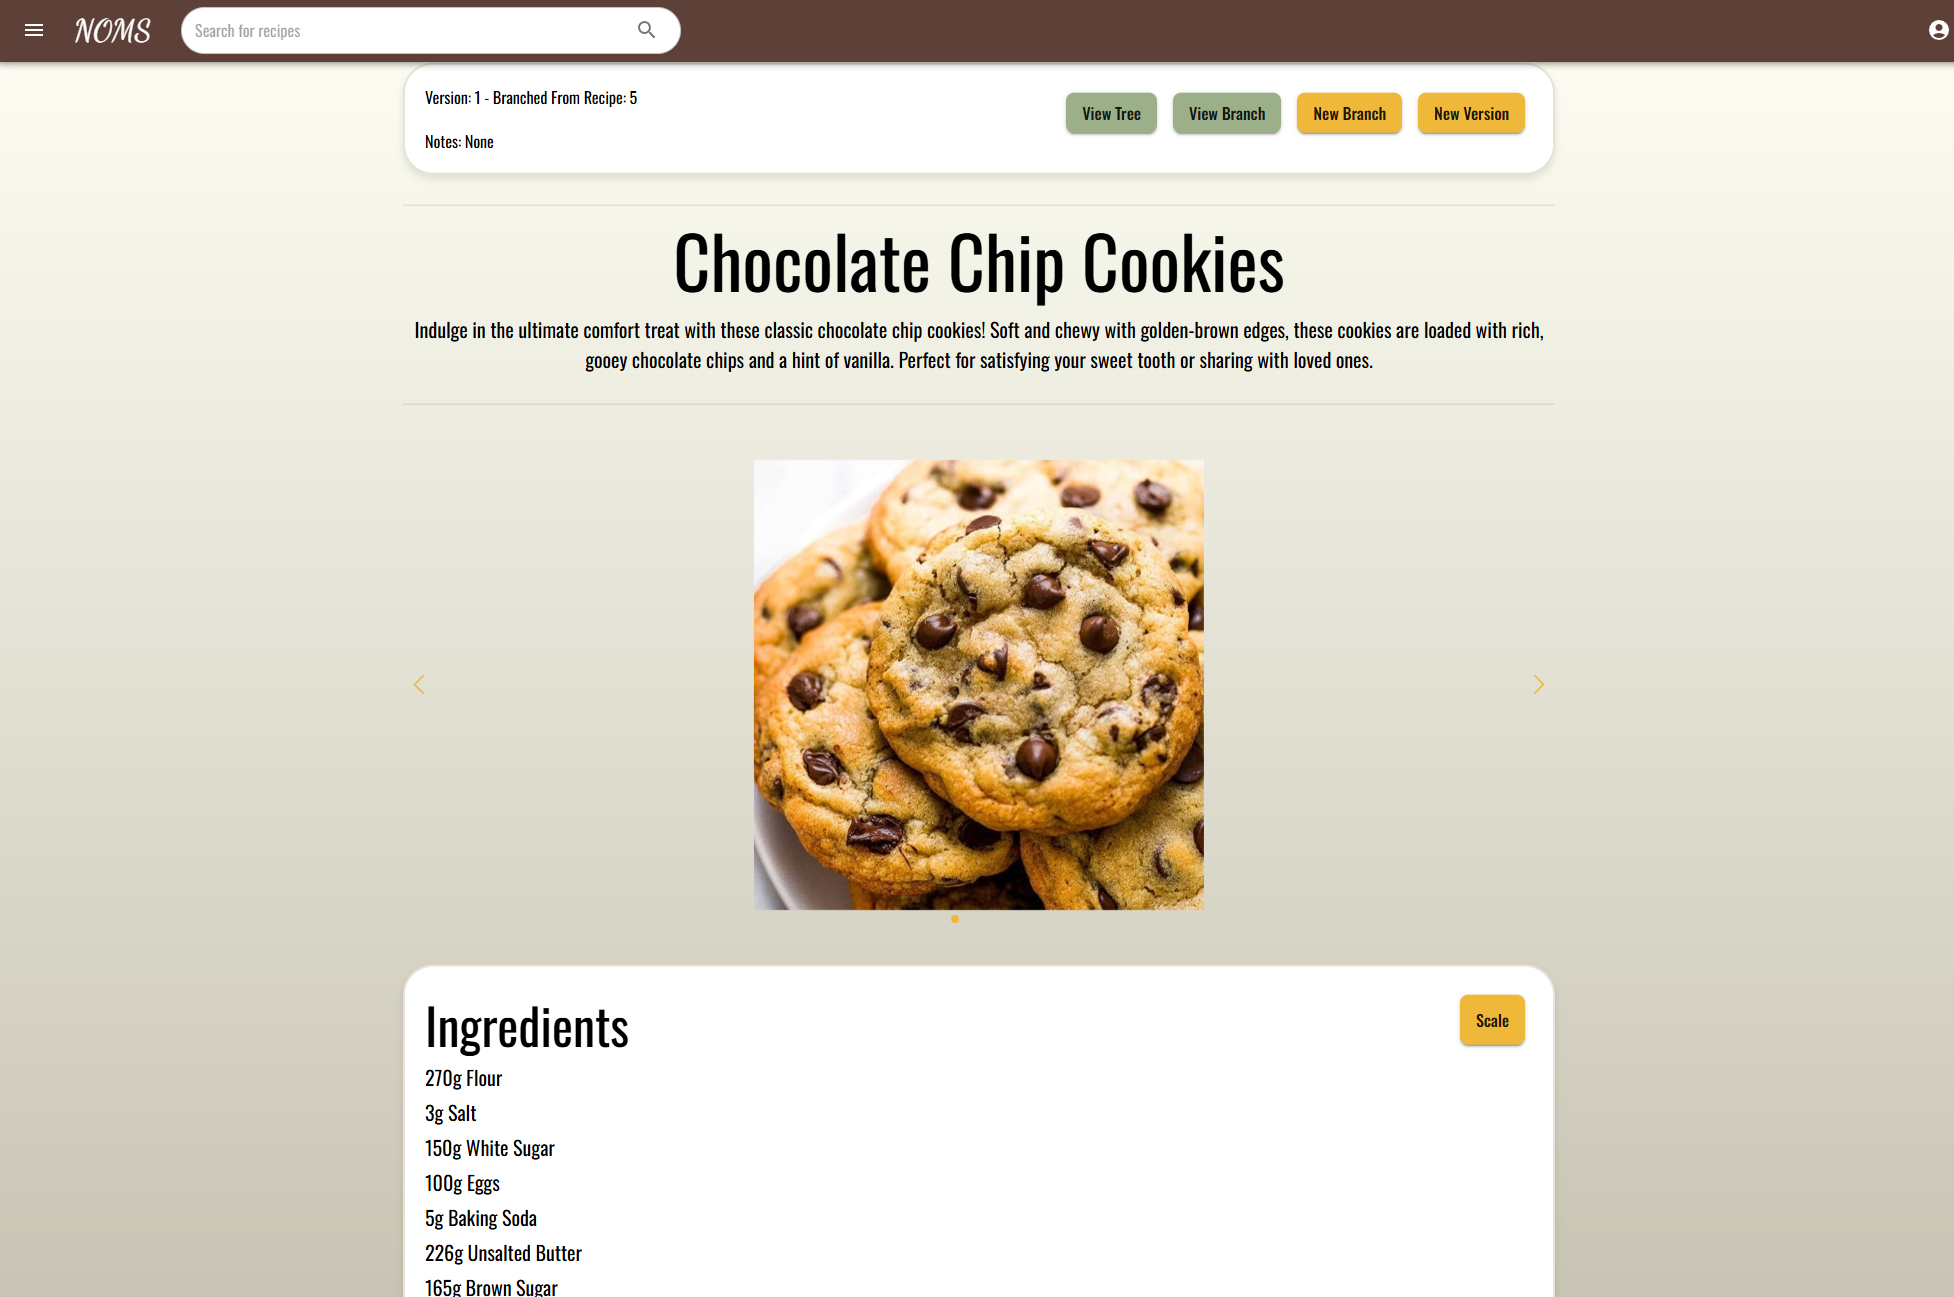 NOMS
Search for recipes
Version: 1 - Branched From Recipe: 5
View Tree
View Branch
New Branch
New Version
Notes: None
Chocolate Chip Cookies
Indulge in the ultimate comfort treat with these classic chocolate chip cookies! Soft and chewy with golden-brown edges, these cookies are loaded with rich,
gooey chocolate chips and a hint of vanilla. Perfect for satisfying your sweet tooth or sharing with loved ones.
Ingredients
Scale
270g Flour
3g Salt
150g White Sugar
100g Eggs
5g Baking Soda
226g Unsalted Butter
165g Brown Sugar